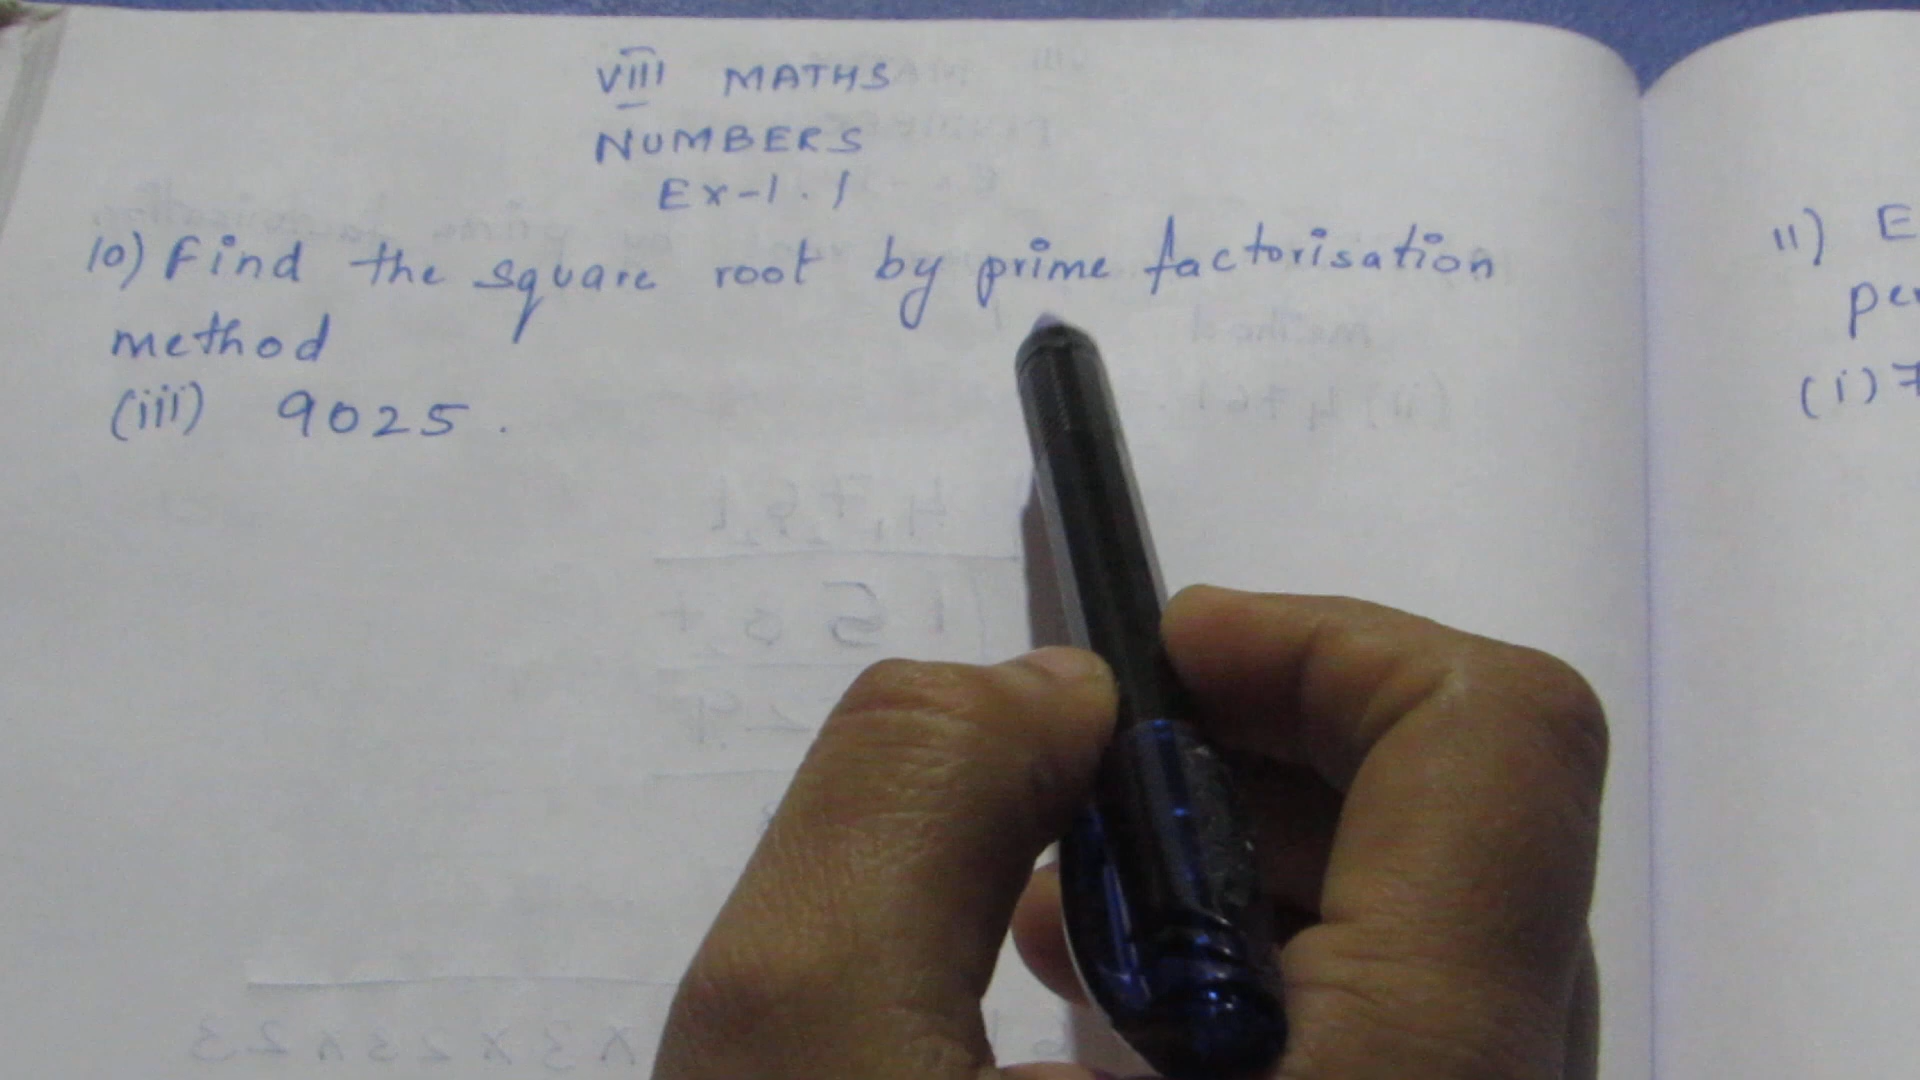 VIII MATHS
NUMBERS
Ex-1.1
10) Find the square root by prime factorisation
method
(iii) 9025.
11) E
per
(i) 7